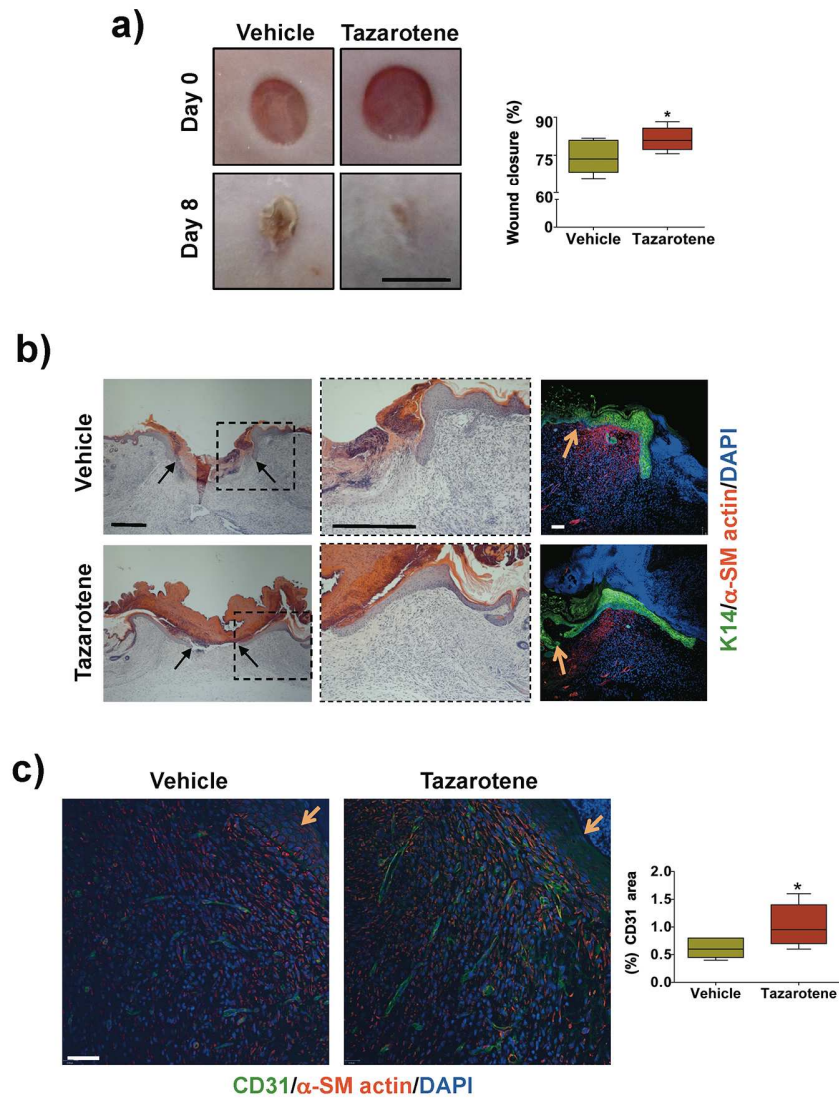 a)
Vehicle
Tazarotene
Day 0
Day 8
Wound closure (%)
90
75
60
0
*
Vehicle
Tazarotene
b)
Vehicle
Tazarotene
K14/α-SM actin/DAPI
c)
Vehicle
Tazarotene
CD31/α-SM actin/DAPI
(%) CD31 area
2.0
1.5
1.0
0.5
0.0
*
Vehicle
Tazarotene